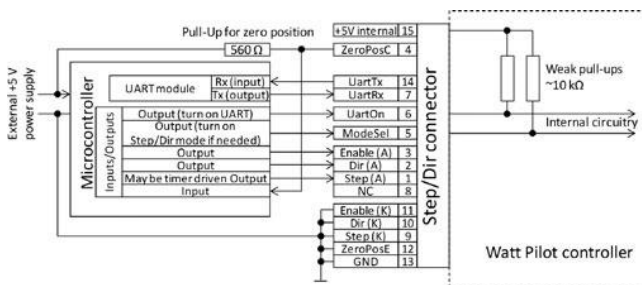 Pull-Up for zero position
560 Ω
External +5 V
power supply
Microcontroller
UART module
Rx (input)
Tx (output)
Inputs/Outputs
Output (turn on UART)
Output (turn on
Step/Dir mode if needed)
Output
Output
May be timer driven Output
Input
+5V internal 15
ZeroPosC 4
UartTx 14
UartRx 7
UartOn 6
ModeSel 5
Enable (A) 3
Dir (A) 2
Step (A) 1
NC 8
Enable (K) 11
Dir (K) 10
Step (K) 9
ZeroPosE 12
GND 13
Step/Dir connector
Weak pull-ups
~10 kΩ
Internal circuitry
Watt Pilot controller